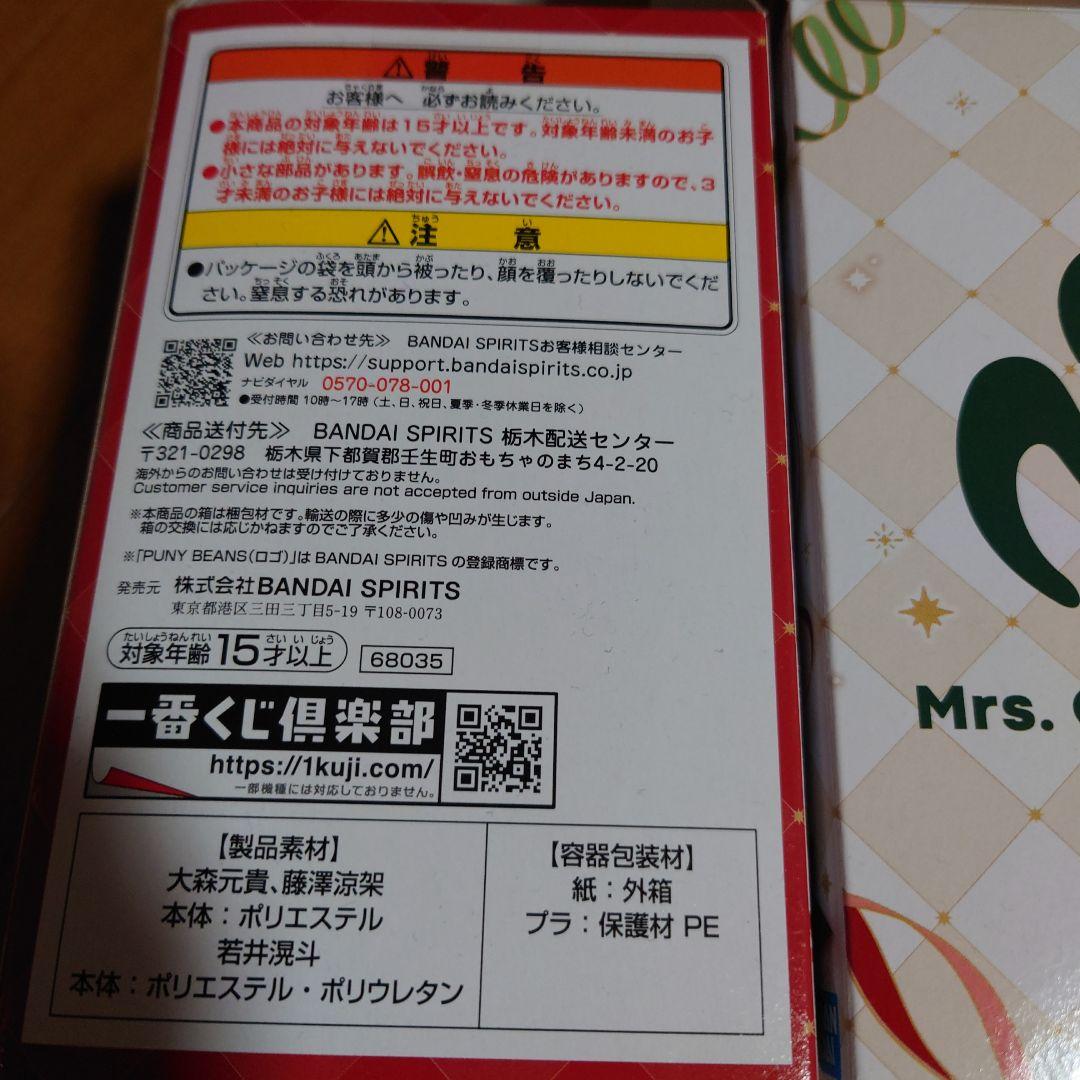 ⚠警告
お客様へ 必ずお読みください。
●本商品の対象年齢は15才以上です。対象年齢未満のお子
様には絶対に与えないでください。
●小さな部品があります。誤飲・窒息の危険がありますので、3
才未満のお子様には絶対に与えないでください。
⚠注意
●パッケージの袋を頭から被ったり、顔を覆ったりしないでくだ
さい。窒息する恐れがあります。
≪お問い合わせ先≫ BANDAI SPIRITSお客様相談センター
Web https://support.bandaispirits.co.jp
ナビダイヤル 0570-078-001
●受付時間 10時~17時(土、日、祝日、夏季・冬季休業日を除く)
≪商品送付先≫ BANDAI SPIRITS 栃木配送センター
〒321-0298 栃木県下都賀郡壬生町おもちゃのまち4-2-20
海外からのお問い合わせは受け付けておりません。
Customer service inquiries are not accepted from outside Japan.
※本商品の箱は梱包材です。輸送の際に多少の傷や凹みが生じます。
箱の交換には応じかねますのでご了承ください。
※「PUNY BEANS(ロゴ)」は BANDAI SPIRITS の登録商標です。
発売元 株式会社BANDAI SPIRITS
東京都港区三田三丁目5-19 〒108-0073
対象年齢 15才以上 68035
一番くじ倶楽部
https://1kuji.com/
一部機種には対応しておりません。
【製品素材】
大森元貴、藤澤涼架
本体:ポリエステル
若井滉斗
本体:ポリエステル・ポリウレタン
【容器包装材】
紙:外箱
プラ:保護材 PE
Mrs.